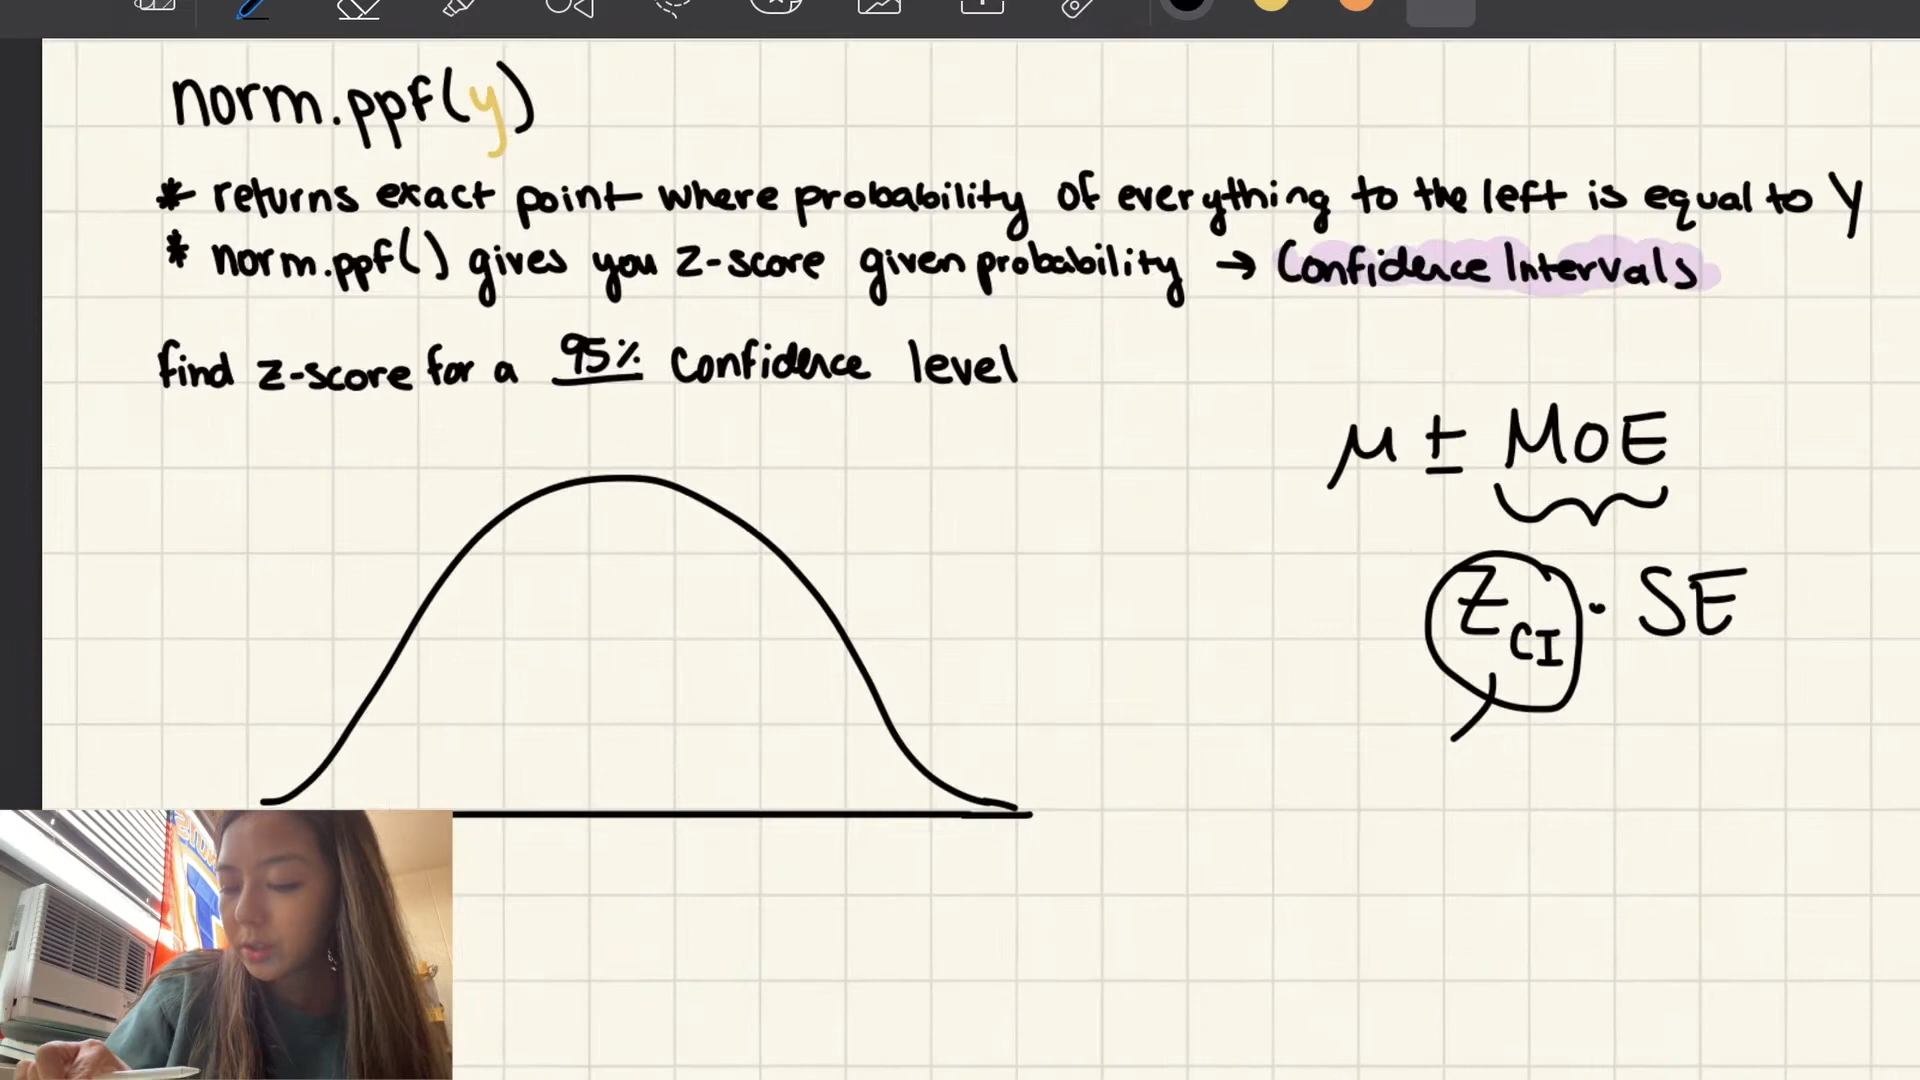 norm.ppf(y)
* returns exact point where probability of everything to the left is equal to Y
* norm.ppf() gives you z-score given probability → Confidence Intervals
find z-score for a 95% confidence level
μ ± MOE
Z CI · SE